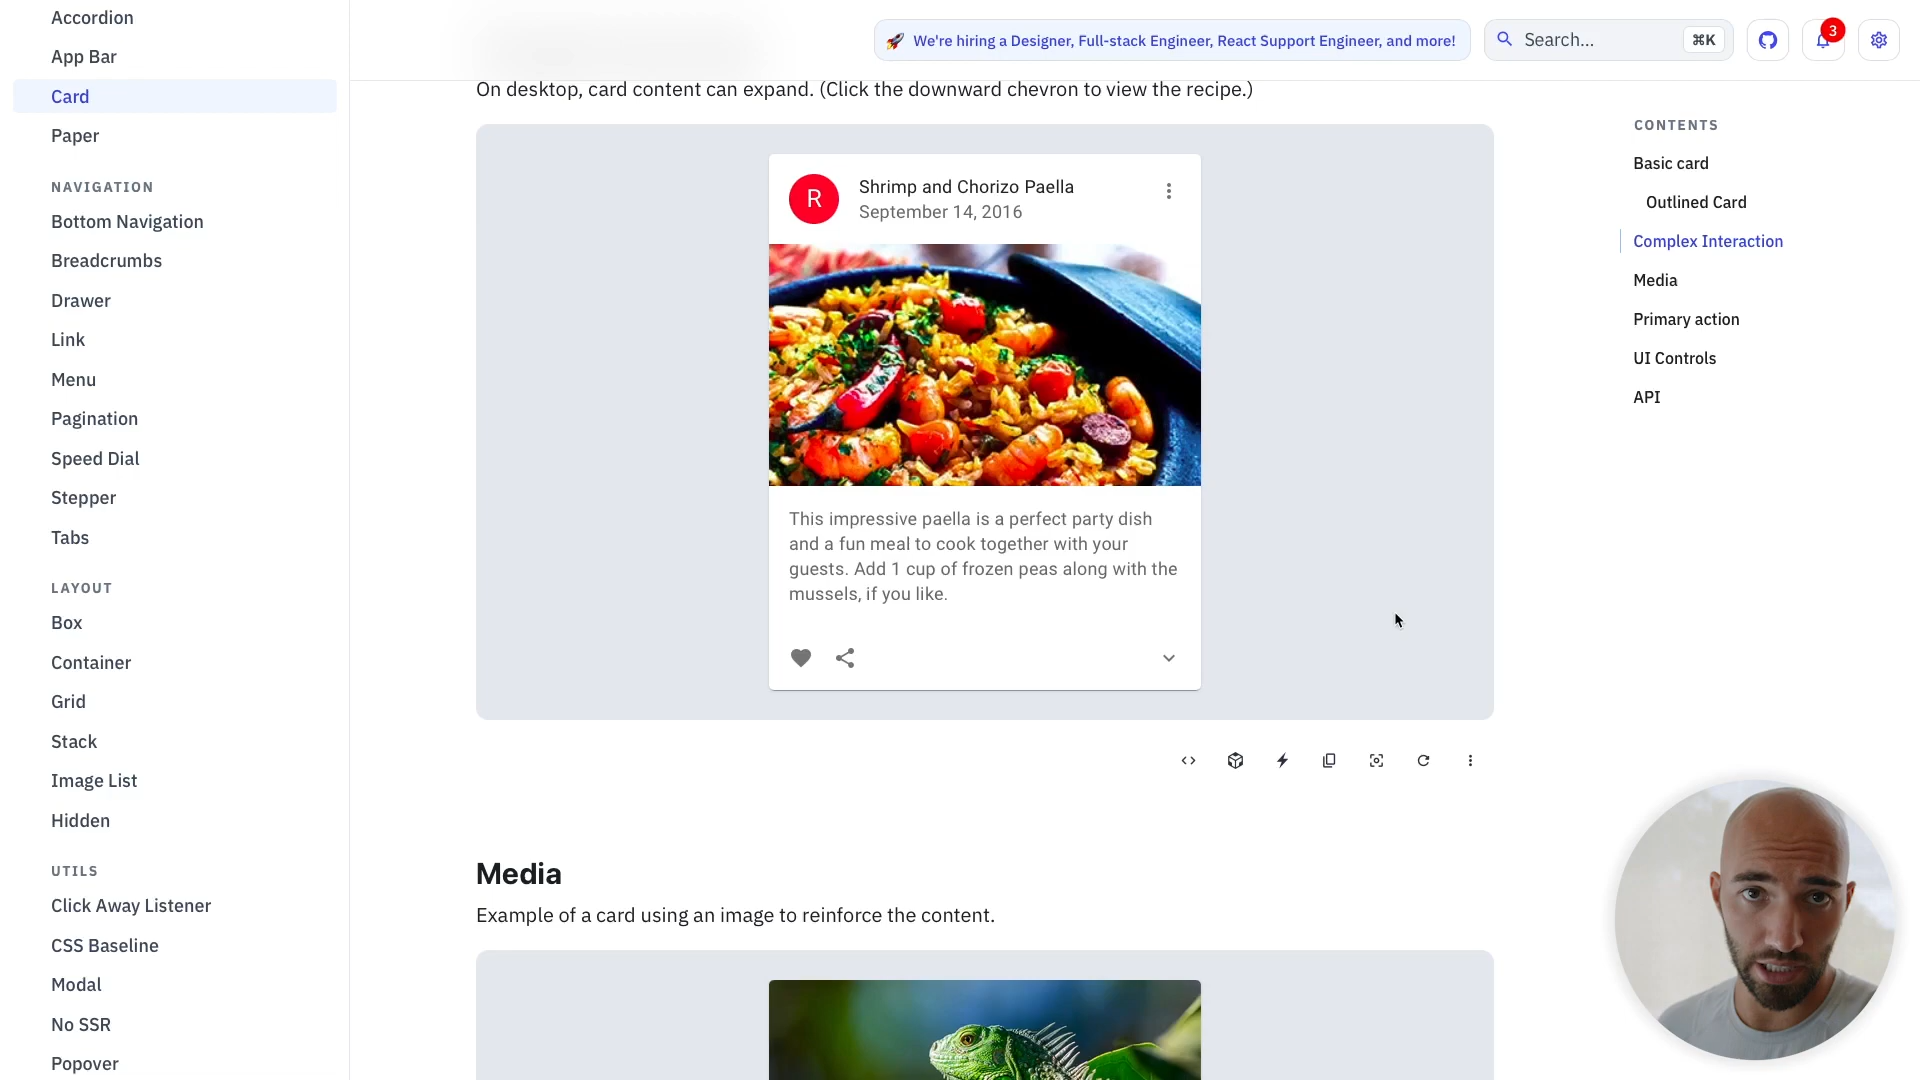 Accordion
App Bar
Card
Paper
NAVIGATION
Bottom Navigation
Breadcrumbs
Drawer
Link
Menu
Pagination
Speed Dial
Stepper
Tabs
LAYOUT
Box
Container
Grid
Stack
Image List
Hidden
UTILS
Click Away Listener
CSS Baseline
Modal
No SSR
Popover
🚀 We're hiring a Designer, Full-stack Engineer, React Support Engineer, and more!
Search…
⌘K
3
On desktop, card content can expand. (Click the downward chevron to view the recipe.)
R
Shrimp and Chorizo Paella
September 14, 2016
This impressive paella is a perfect party dish
and a fun meal to cook together with your
guests. Add 1 cup of frozen peas along with the
mussels, if you like.
Media
Example of a card using an image to reinforce the content.
CONTENTS
Basic card
Outlined Card
Complex Interaction
Media
Primary action
UI Controls
API